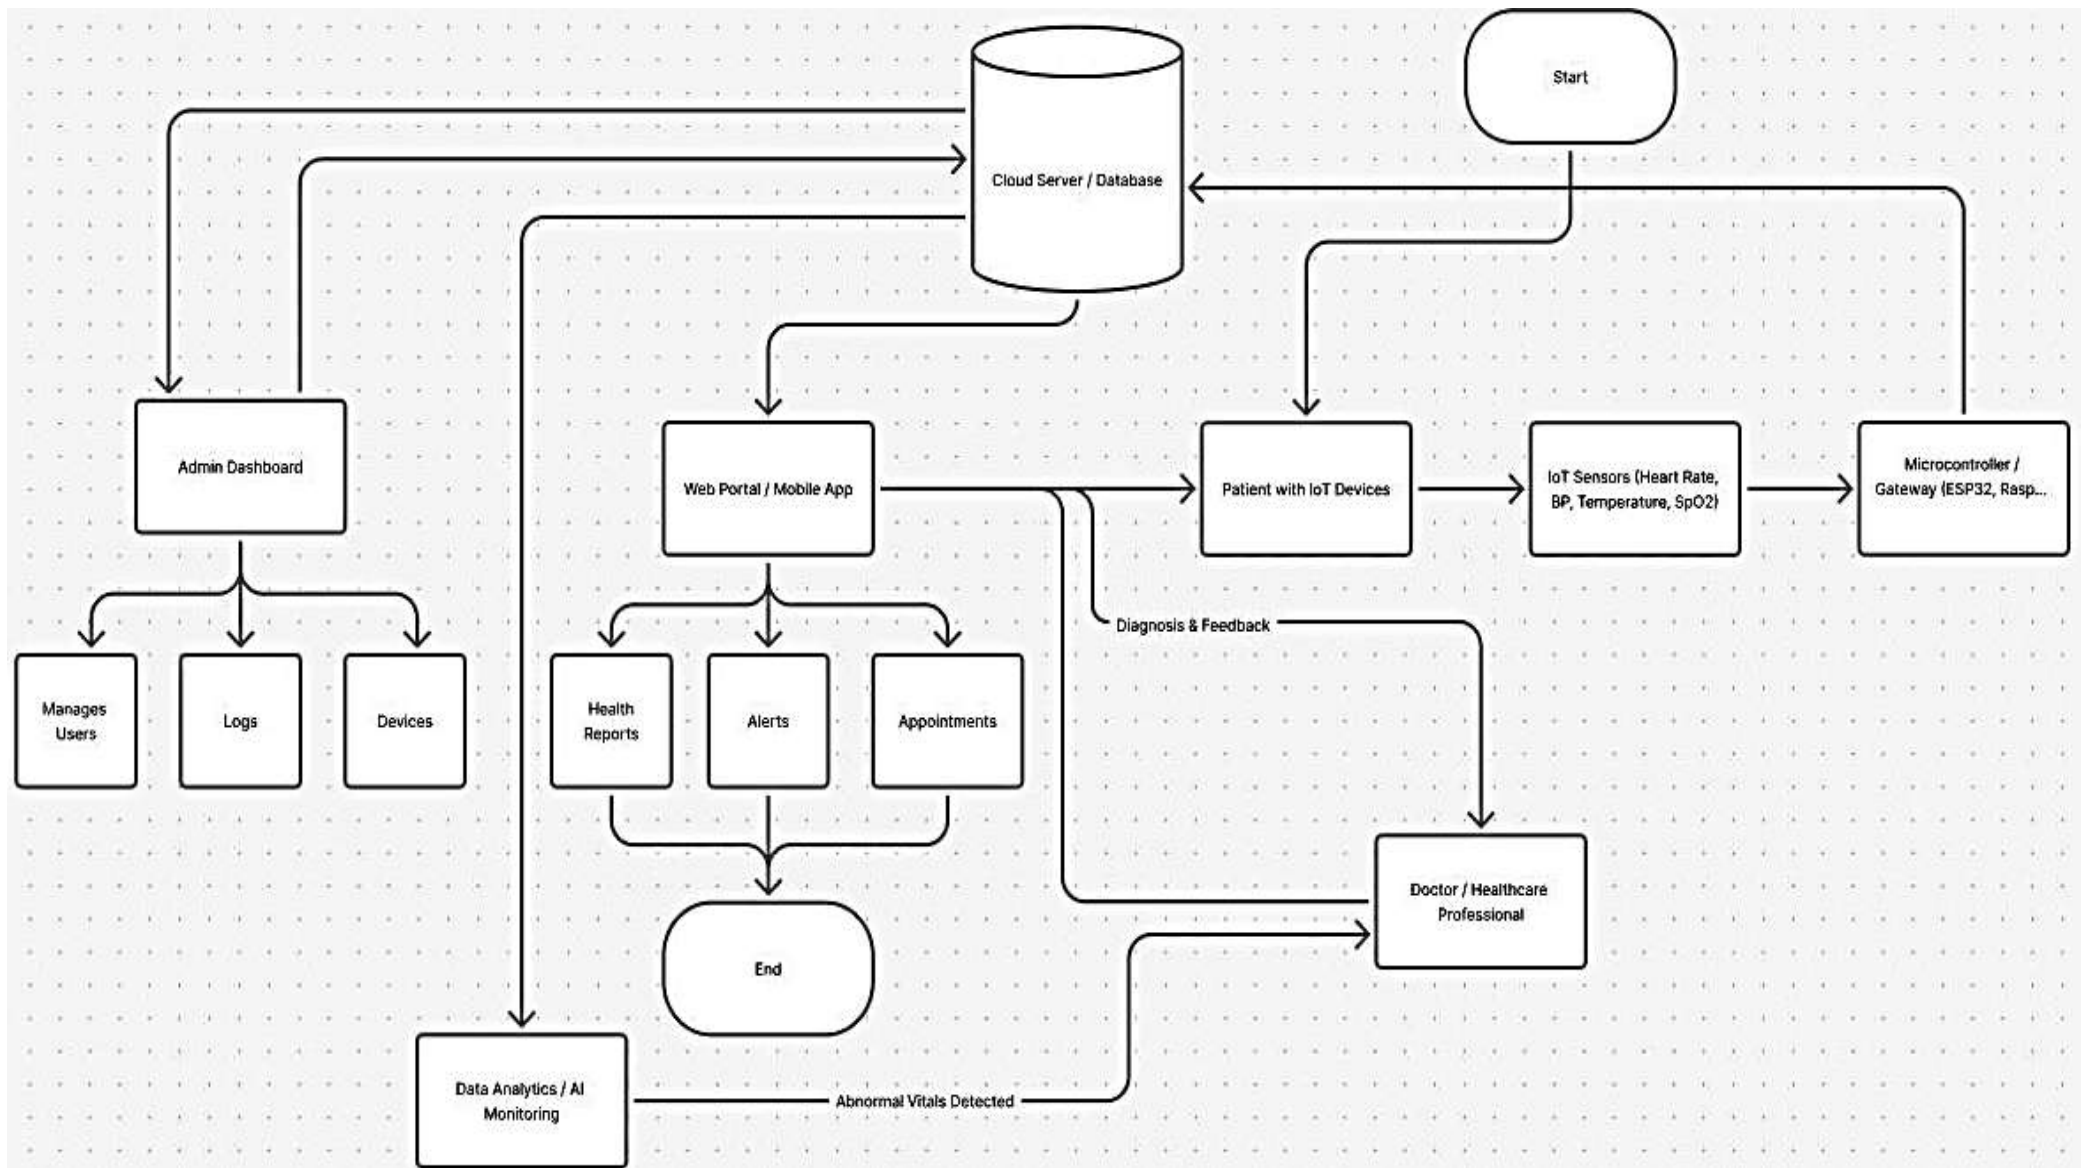 Start
Cloud Server / Database
Admin Dashboard
Web Portal / Mobile App
Patient with IoT Devices
IoT Sensors (Heart Rate,
BP, Temperature, SpO2)
Microcontroller /
Gateway (ESP32, Rasp...
Diagnosis & Feedback
Manages
Users
Logs
Devices
Health
Reports
Alerts
Appointments
Doctor / Healthcare
Professional
End
Data Analytics / AI
Monitoring
Abnormal Vitals Detected